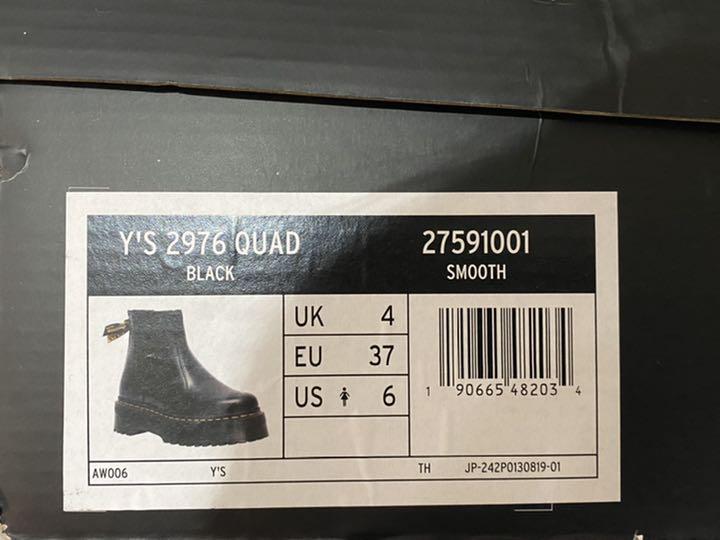 Y'S 2976 QUAD
BLACK
27591001
SMOOTH
UK 4
EU 37
US 6
1 90665 48203 4
AW006 Y'S TH JP-242P0130819-01